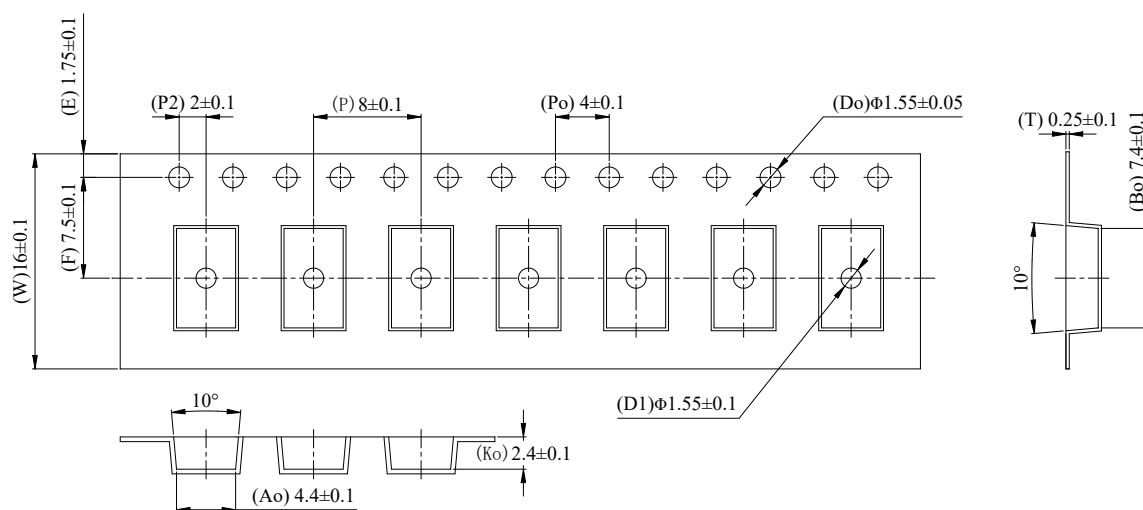 (E) 1.75±0.1
(P2) 2±0.1
(P) 8±0.1
(Po) 4±0.1
(Do)Φ1.55±0.05
(T) 0.25±0.1
(Bo) 7.4±0.1
(F) 7.5±0.1
(W)16±0.1
10°
(D1)Φ1.55±0.1
10°
(Ko) 2.4±0.1
(Ao) 4.4±0.1